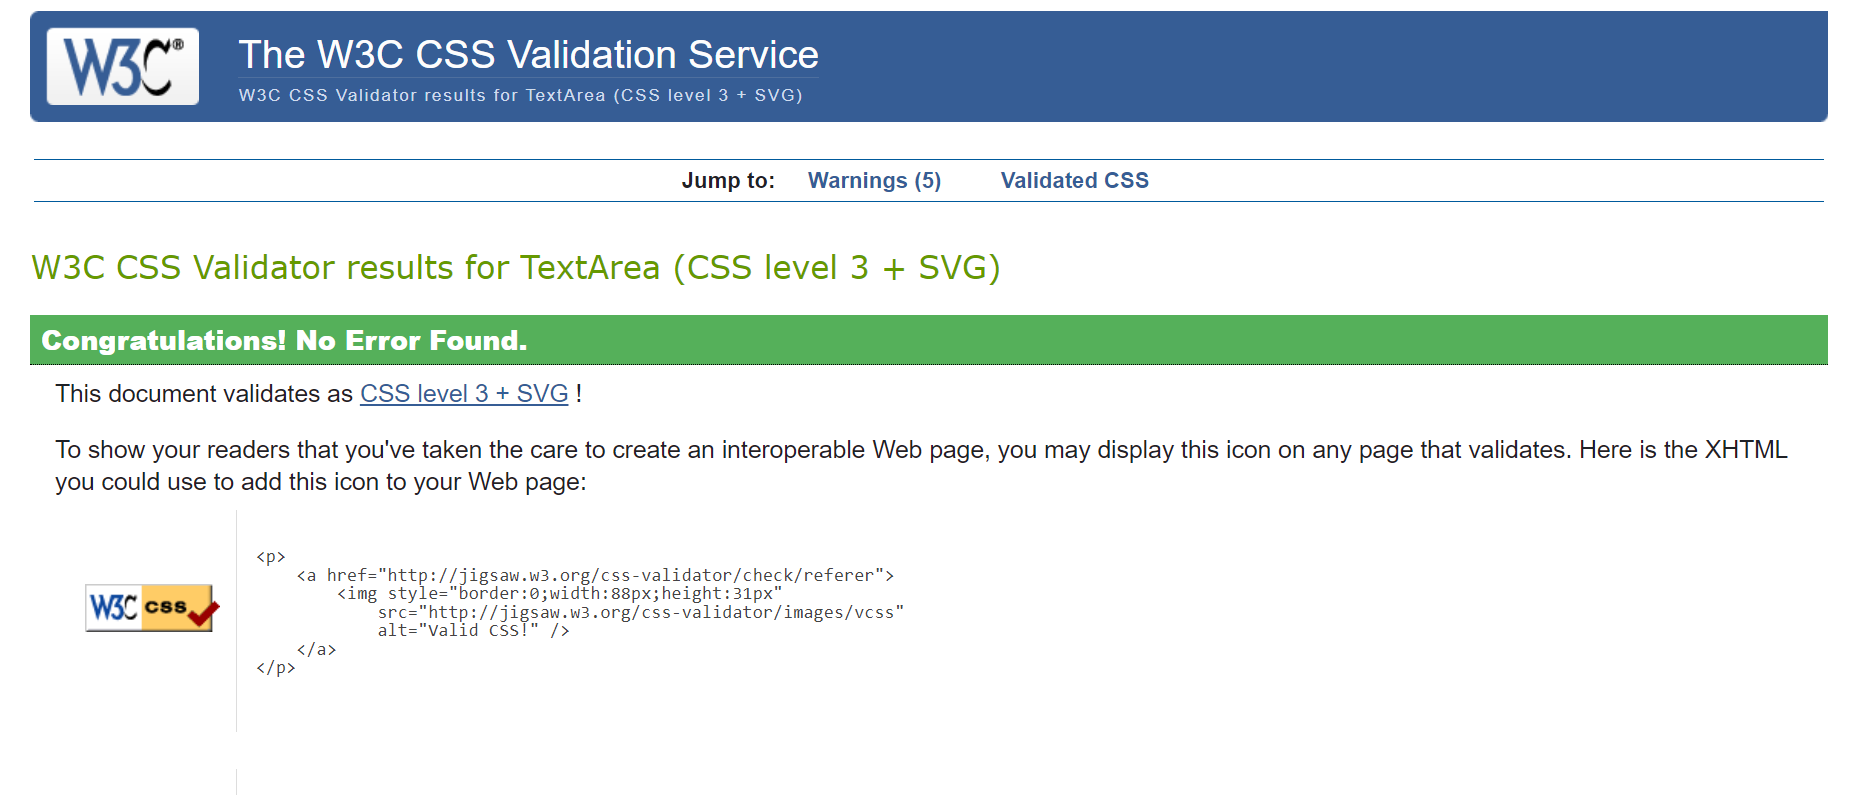 W3C®
The W3C CSS Validation Service
W3C CSS Validator results for TextArea (CSS level 3 + SVG)
Jump to: Warnings (5) Validated CSS
W3C CSS Validator results for TextArea (CSS level 3 + SVG)
Congratulations! No Error Found.
This document validates as CSS level 3 + SVG !
To show your readers that you've taken the care to create an interoperable Web page, you may display this icon on any page that validates. Here is the XHTML
you could use to add this icon to your Web page:
W3C css
<p>
    <a href="http://jigsaw.w3.org/css-validator/check/referer">
        <img style="border:0;width:88px;height:31px"
            src="http://jigsaw.w3.org/css-validator/images/vcss"
            alt="Valid CSS!" />
    </a>
</p>